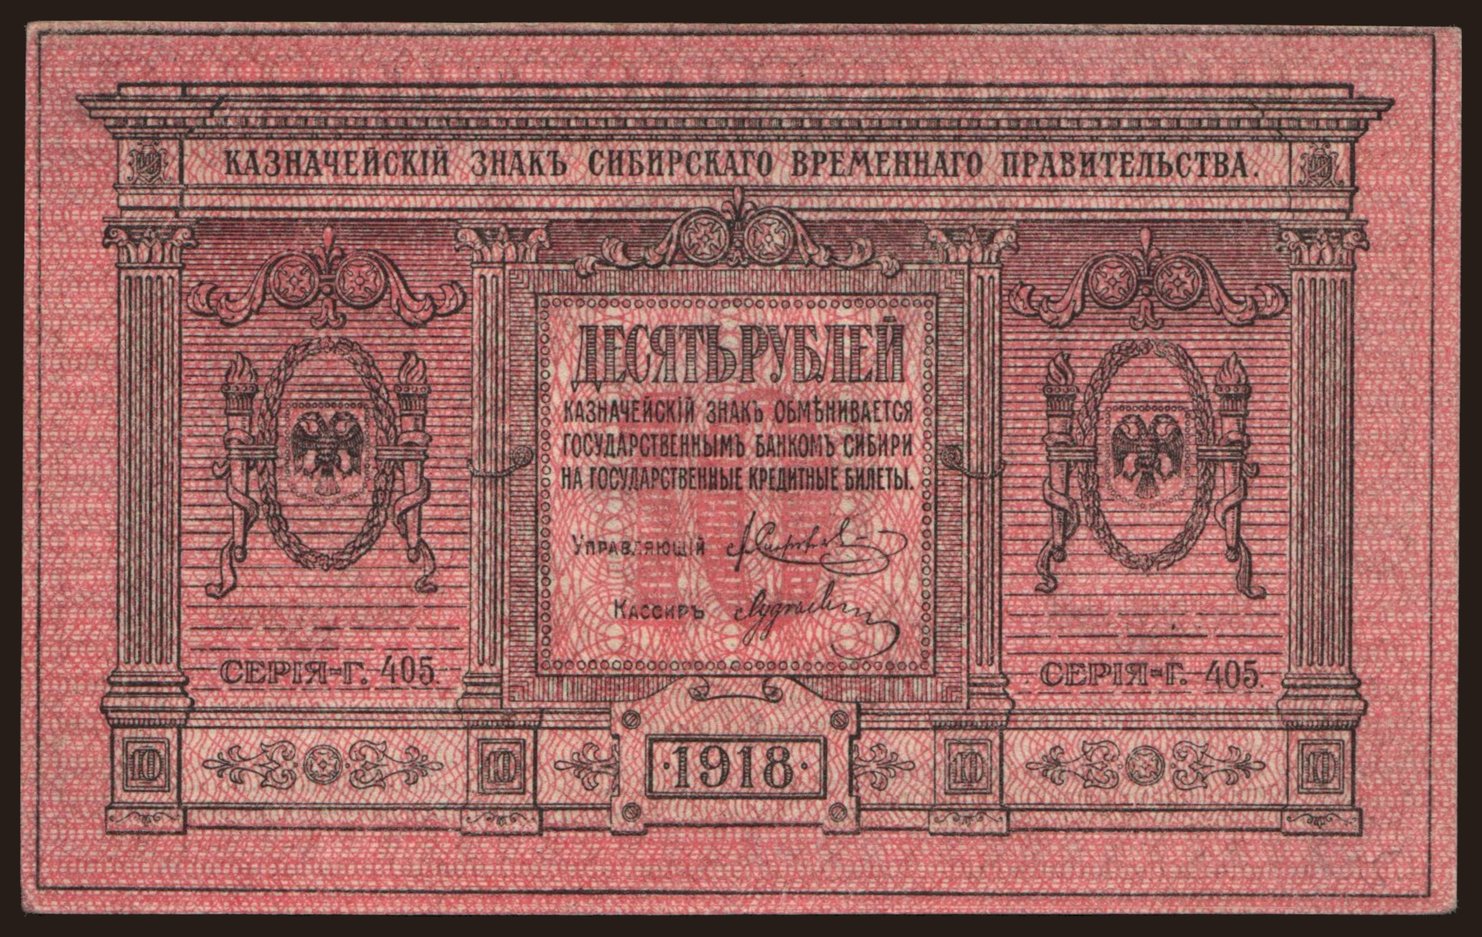 КАЗНАЧЕЙСКІЙ ЗНАКЪ СИБИРСКАГО ВРЕМЕННАГО ПРАВИТЕЛЬСТВА.
ДЕСЯТЬ РУБЛЕЙ
КАЗНАЧЕЙСКІЙ ЗНАКЪ ОБМѢНИВАЕТСЯ
ГОСУДАРСТВЕННЫМЪ БАНКОМЪ СИБИРИ
НА ГОСУДАРСТВЕННЫЕ КРЕДИТНЫЕ БИЛЕТЫ.
УПРАВЛЯЮЩІЙ
КАССИРЪ
СЕРІЯ-Г. 405. СЕРІЯ-Г. 405.
10 10 ·1918· 10 10